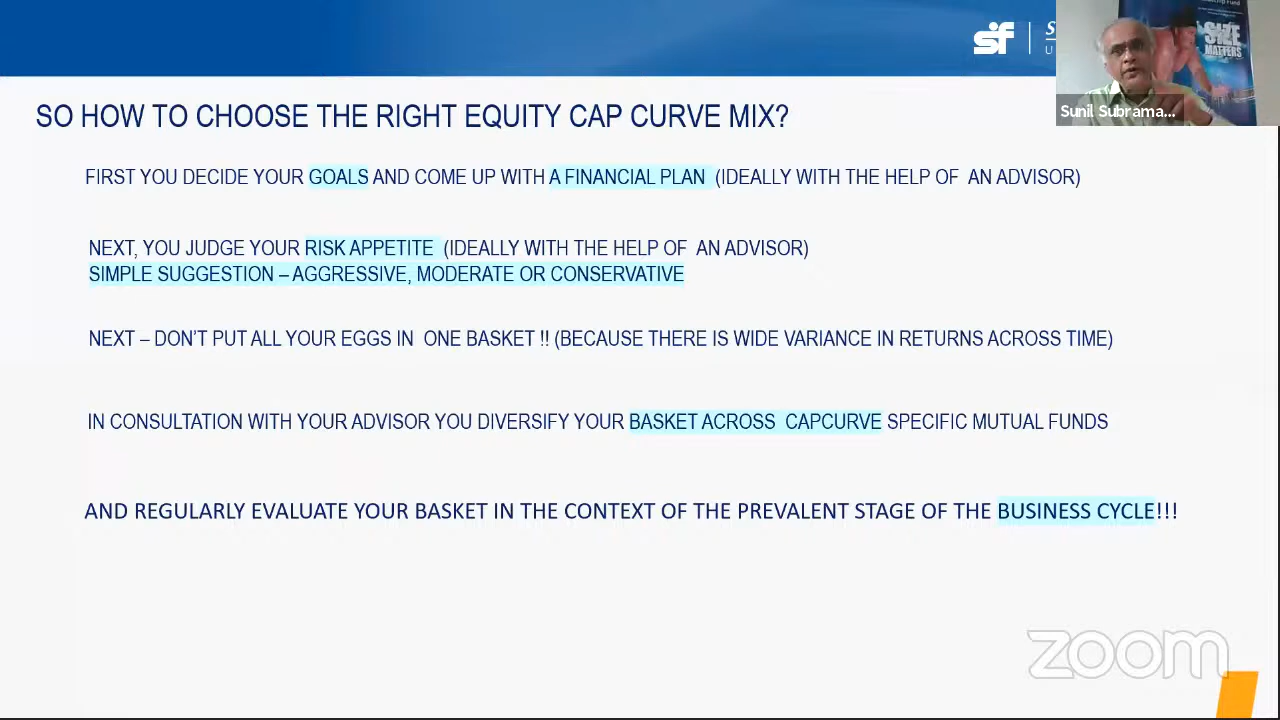 sf
SIZE
MATTERS
Sunil Subrama...
SO HOW TO CHOOSE THE RIGHT EQUITY CAP CURVE MIX?
FIRST YOU DECIDE YOUR GOALS AND COME UP WITH A FINANCIAL PLAN (IDEALLY WITH THE HELP OF AN ADVISOR)
NEXT, YOU JUDGE YOUR RISK APPETITE (IDEALLY WITH THE HELP OF AN ADVISOR)
SIMPLE SUGGESTION – AGGRESSIVE, MODERATE OR CONSERVATIVE
NEXT – DON'T PUT ALL YOUR EGGS IN ONE BASKET !! (BECAUSE THERE IS WIDE VARIANCE IN RETURNS ACROSS TIME)
IN CONSULTATION WITH YOUR ADVISOR YOU DIVERSIFY YOUR BASKET ACROSS CAPCURVE SPECIFIC MUTUAL FUNDS
AND REGULARLY EVALUATE YOUR BASKET IN THE CONTEXT OF THE PREVALENT STAGE OF THE BUSINESS CYCLE!!!
zoom